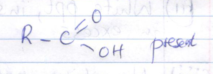 R - C = O
OH present